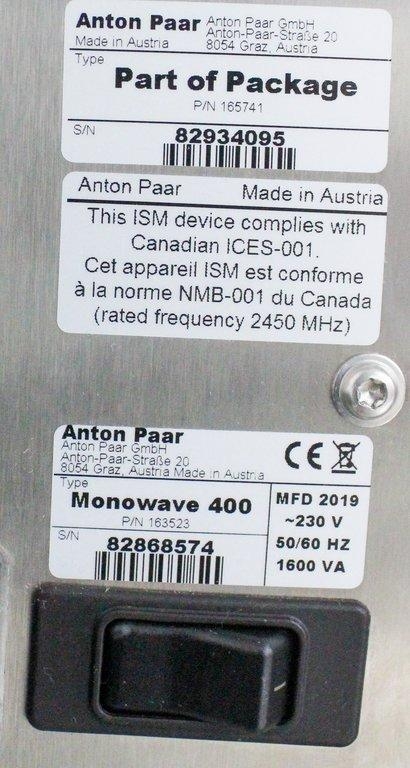 Anton Paar Anton Paar GmbH
Anton-Paar-Straße 20
Made in Austria 8054 Graz, Austria
Type
Part of Package
P/N 165741
S/N
82934095
Anton Paar Made in Austria
This ISM device complies with
Canadian ICES-001.
Cet appareil ISM est conforme
à la norme NMB-001 du Canada
(rated frequency 2450 MHz)
Anton Paar
Anton Paar GmbH
Anton-Paar-Straße 20
8054 Graz, Austria Made in Austria
CE
Type
Monowave 400
P/N 163523
S/N
82868574
MFD 2019
~230 V
50/60 HZ
1600 VA